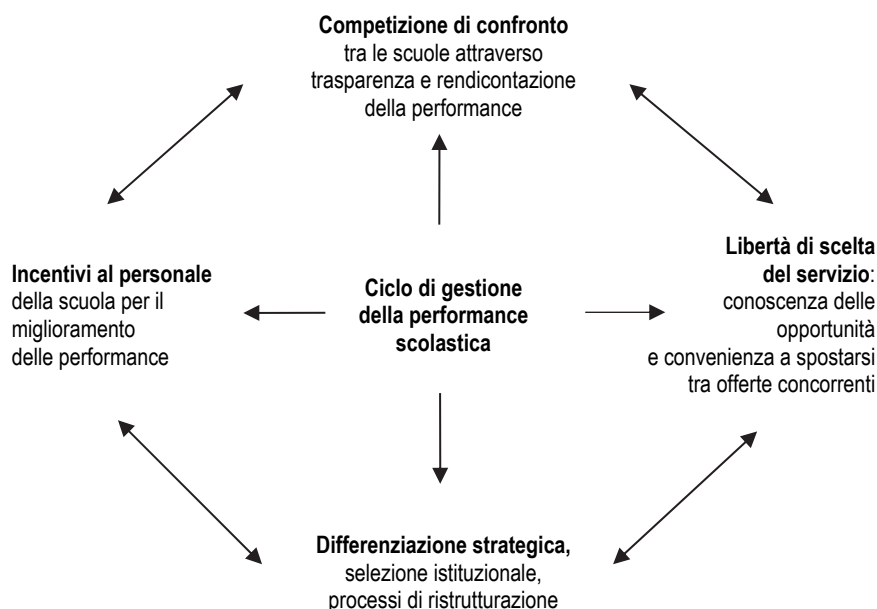 Competizione di confronto
tra le scuole attraverso
trasparenza e rendicontazione
della performance
Incentivi al personale
della scuola per il
miglioramento
delle performance
Ciclo di gestione
della performance
scolastica
Libertà di scelta
del servizio:
conoscenza delle
opportunità
e convenienza a spostarsi
tra offerte concorrenti
Differenziazione strategica,
selezione istituzionale,
processi di ristrutturazione